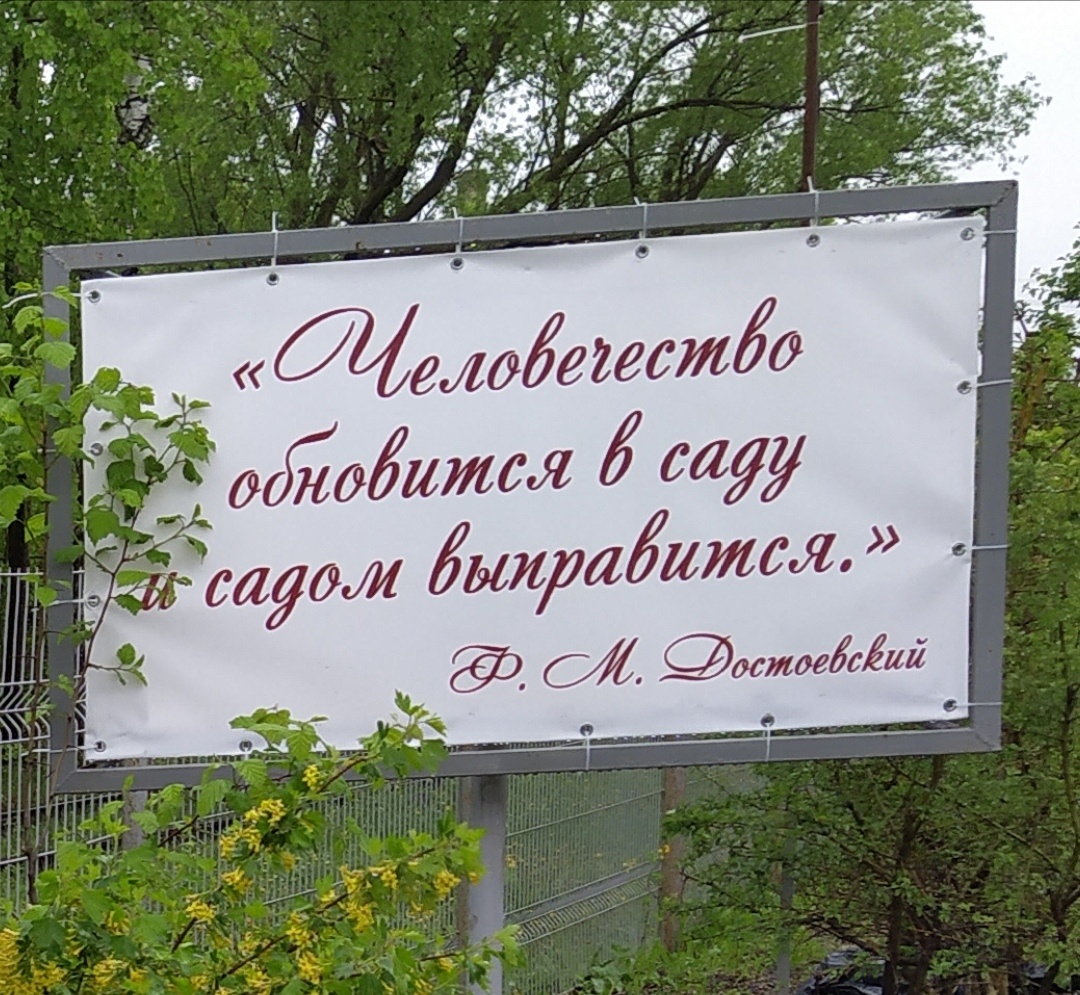 «Человечество
обновится в саду
и садом выправится.»
Ф. М. Достоевский